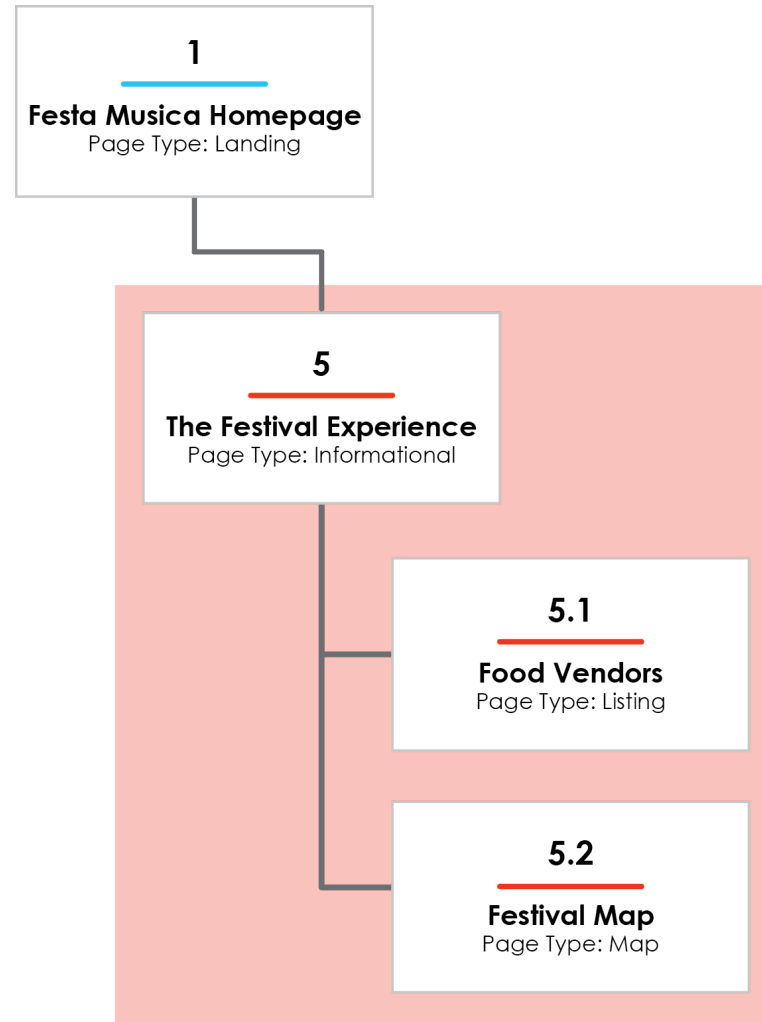 1
Festa Musica Homepage
Page Type: Landing
5
The Festival Experience
Page Type: Informational
5.1
Food Vendors
Page Type: Listing
5.2
Festival Map
Page Type: Map